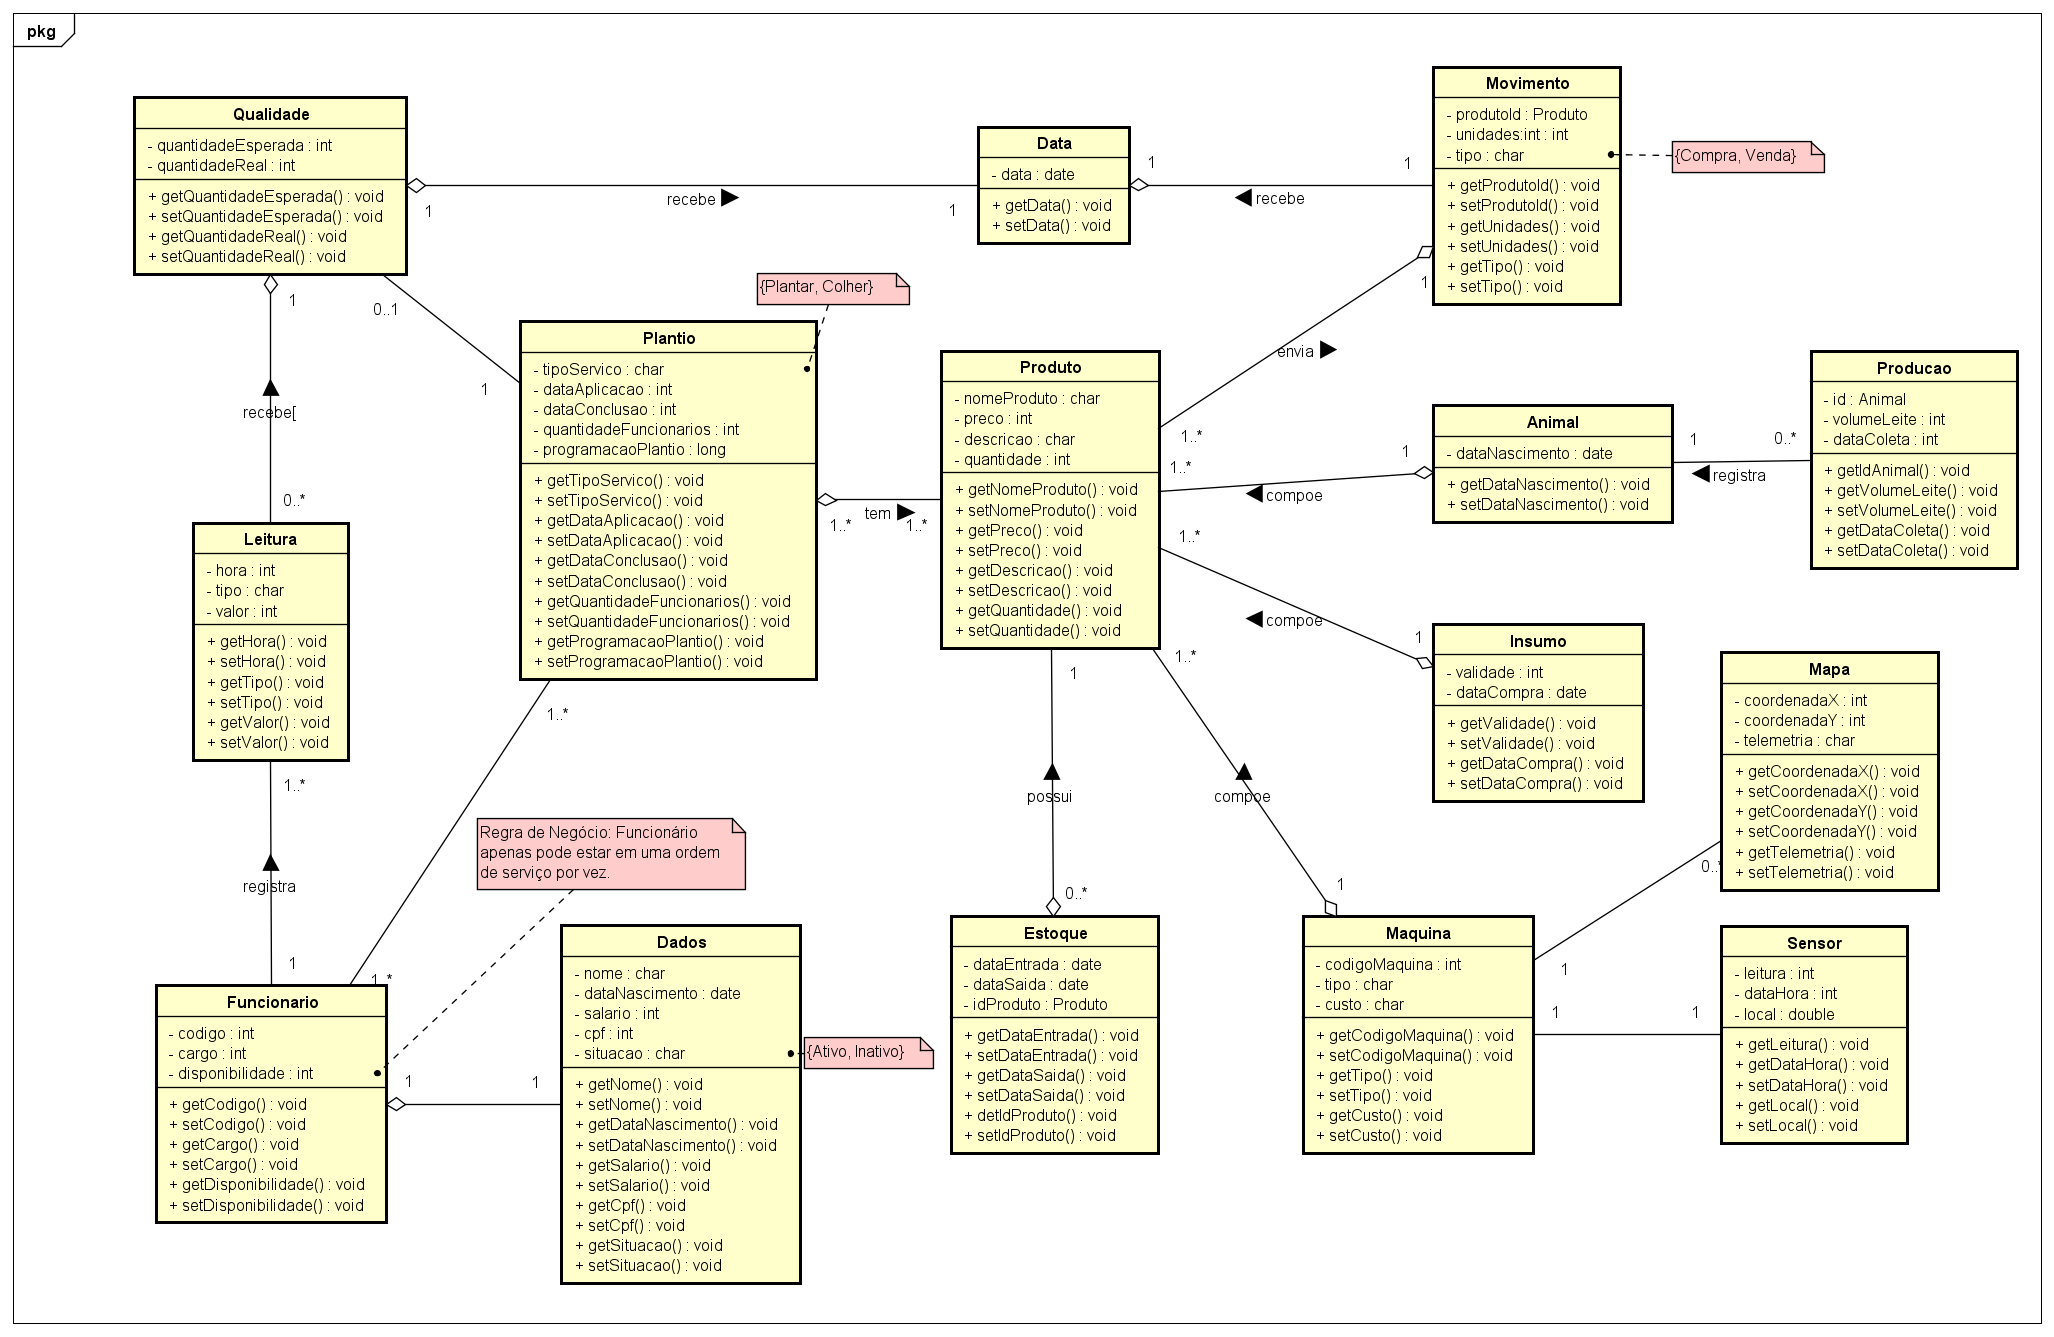 pkg
Qualidade
- quantidadeEsperada : int
- quantidadeReal : int
+ getQuantidadeEsperada() : void
+ setQuantidadeEsperada() : void
+ getQuantidadeReal() : void
+ setQuantidadeReal() : void
1
recebe
1
Data
- data : date
+ getData() : void
+ setData() : void
1
recebe
1
Movimento
- produtoId : Produto
- unidades:int : int
- tipo : char
+ getProdutoId() : void
+ setProdutoId() : void
+ getUnidades() : void
+ setUnidades() : void
+ getTipo() : void
+ setTipo() : void
{Compra, Venda}
1
0..1
1
{Plantar, Colher}
Plantio
- tipoServico : char
- dataAplicacao : int
- dataConclusao : int
- quantidadeFuncionarios : int
- programacaoPlantio : long
+ getTipoServico() : void
+ setTipoServico() : void
+ getDataAplicacao() : void
+ setDataAplicacao() : void
+ getDataConclusao() : void
+ setDataConclusao() : void
+ getQuantidadeFuncionarios() : void
+ setQuantidadeFuncionarios() : void
+ getProgramacaoPlantio() : void
+ setProgramacaoPlantio() : void
1..*
tem
1..*
Produto
- nomeProduto : char
- preco : int
- descricao : char
- quantidade : int
+ getNomeProduto() : void
+ setNomeProduto() : void
+ getPreco() : void
+ setPreco() : void
+ getDescricao() : void
+ setDescricao() : void
+ getQuantidade() : void
+ setQuantidade() : void
1
envia
1..*
1..*
compoe
1
Animal
- dataNascimento : date
+ getDataNascimento() : void
+ setDataNascimento() : void
1
registra
0..*
Producao
- id : Animal
- volumeLeite : int
- dataColeta : int
+ getIdAnimal() : void
+ getVolumeLeite() : void
+ setVolumeLeite() : void
+ getDataColeta() : void
+ setDataColeta() : void
1..*
compoe
1
Insumo
- validade : int
- dataCompra : date
+ getValidade() : void
+ setValidade() : void
+ getDataCompra() : void
+ setDataCompra() : void
recebe[
0..*
Leitura
- hora : int
- tipo : char
- valor : int
+ getHora() : void
+ setHora() : void
+ getTipo() : void
+ setTipo() : void
+ getValor() : void
+ setValor() : void
1..*
registra
1
1..*
1..*
Regra de Negócio: Funcionário
apenas pode estar em uma ordem
de serviço por vez.
Funcionario
- codigo : int
- cargo : int
- disponibilidade : int
+ getCodigo() : void
+ setCodigo() : void
+ getCargo() : void
+ setCargo() : void
+ getDisponibilidade() : void
+ setDisponibilidade() : void
1
1
Dados
- nome : char
- dataNascimento : date
- salario : int
- cpf : int
- situacao : char
+ getNome() : void
+ setNome() : void
+ getDataNascimento() : void
+ setDataNascimento() : void
+ getSalario() : void
+ setSalario() : void
+ getCpf() : void
+ setCpf() : void
+ getSituacao() : void
+ setSituacao() : void
{Ativo, Inativo}
1
possui
0..*
Estoque
- dataEntrada : date
- dataSaida : date
- idProduto : Produto
+ getDataEntrada() : void
+ setDataEntrada() : void
+ getDataSaida() : void
+ setDataSaida() : void
+ detIdProduto() : void
+ setIdProduto() : void
1..*
compoe
1
Maquina
- codigoMaquina : int
- tipo : char
- custo : char
+ getCodigoMaquina() : void
+ setCodigoMaquina() : void
+ getTipo() : void
+ setTipo() : void
+ getCusto() : void
+ setCusto() : void
1
0..*
Mapa
- coordenadaX : int
- coordenadaY : int
- telemetria : char
+ getCoordenadaX() : void
+ setCoordenadaX() : void
+ getCoordenadaY() : void
+ setCoordenadaY() : void
+ getTelemetria() : void
+ setTelemetria() : void
1
1
Sensor
- leitura : int
- dataHora : int
- local : double
+ getLeitura() : void
+ getDataHora() : void
+ setDataHora() : void
+ getLocal() : void
+ setLocal() : void